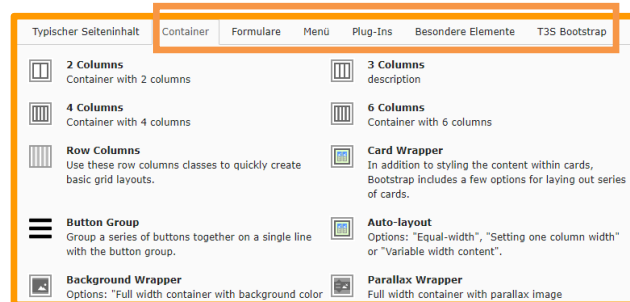 Typischer Seiteninhalt Container Formulare Menü Plug-Ins Besondere Elemente T3S Bootstrap
2 Columns
Container with 2 columns
3 Columns
description
4 Columns
Container with 4 columns
6 Columns
Container with 6 columns
Row Columns
Use these row columns classes to quickly create
basic grid layouts.
Card Wrapper
In addition to styling the content within cards,
Bootstrap includes a few options for laying out series
of cards.
Button Group
Group a series of buttons together on a single line
with the button group.
Auto-layout
Options: "Equal-width", "Setting one column width"
or "Variable width content".
Background Wrapper
Options: "Full width container with background color
Parallax Wrapper
Full width container with parallax image